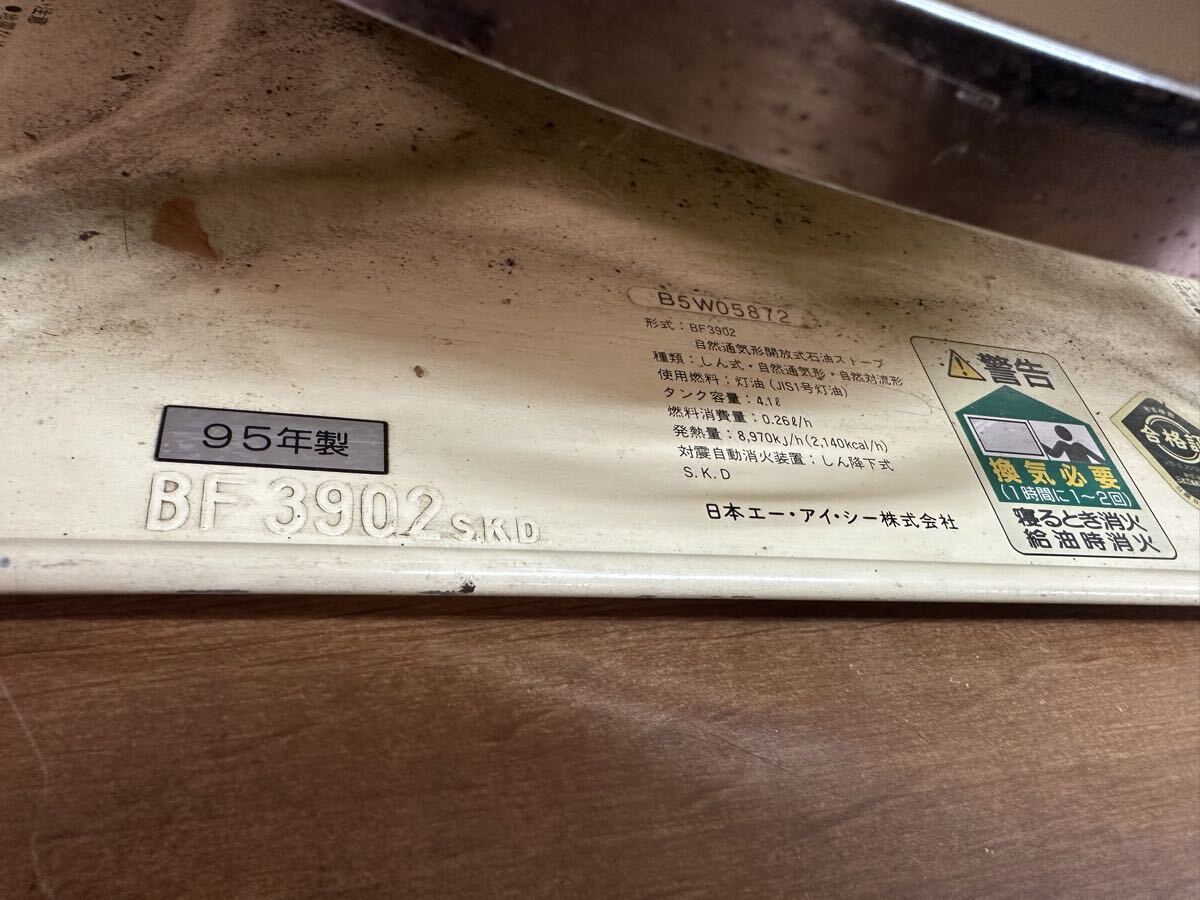 注意
B5W05872
形式：BF3902
自然通気形開放式石油ストーブ
種類：しん式・自然通気形・自然対流形
使用燃料：灯油（JIS1号灯油）
タンク容量：4.1ℓ
燃料消費量：0.26ℓ/h
発熱量：8,970kJ/h（2,140kcal/h）
対震自動消火装置：しん降下式
S.K.D
日本エー・アイ・シー株式会社
95年製
BF 3902 S.K.D
警告
換気必要
（1時間に1～2回）
寝るとき消火
給油時消火
合格